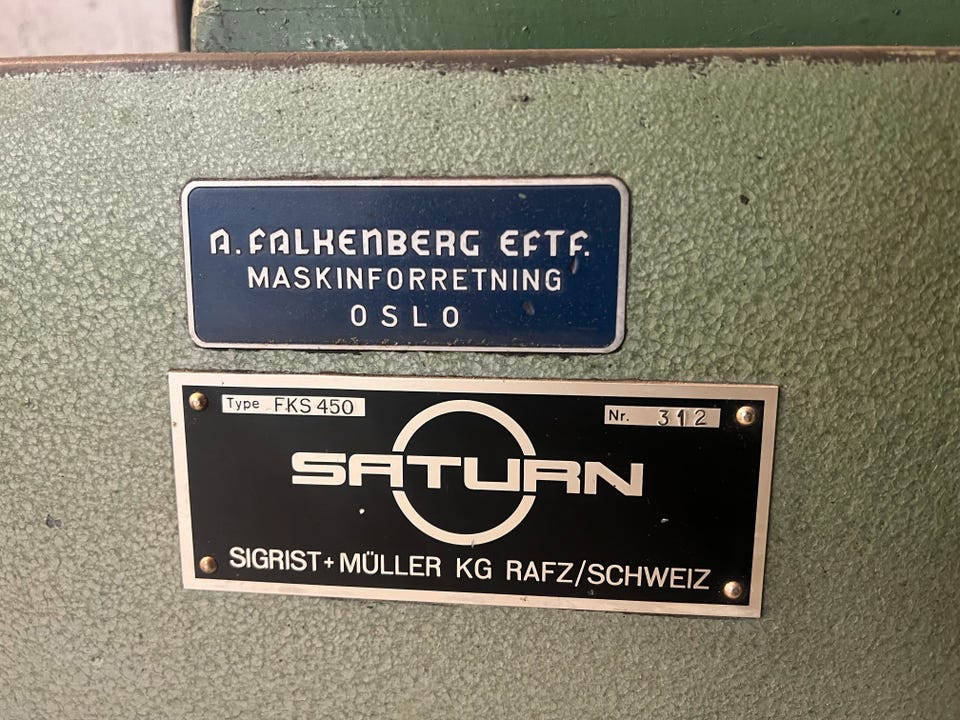 A. FALKENBERG EFTF.
MASKINFORRETNING
OSLO
Type FKS 450
Nr. 312
SATURN
SIGRIST + MÜLLER KG RAFZ/SCHWEIZ